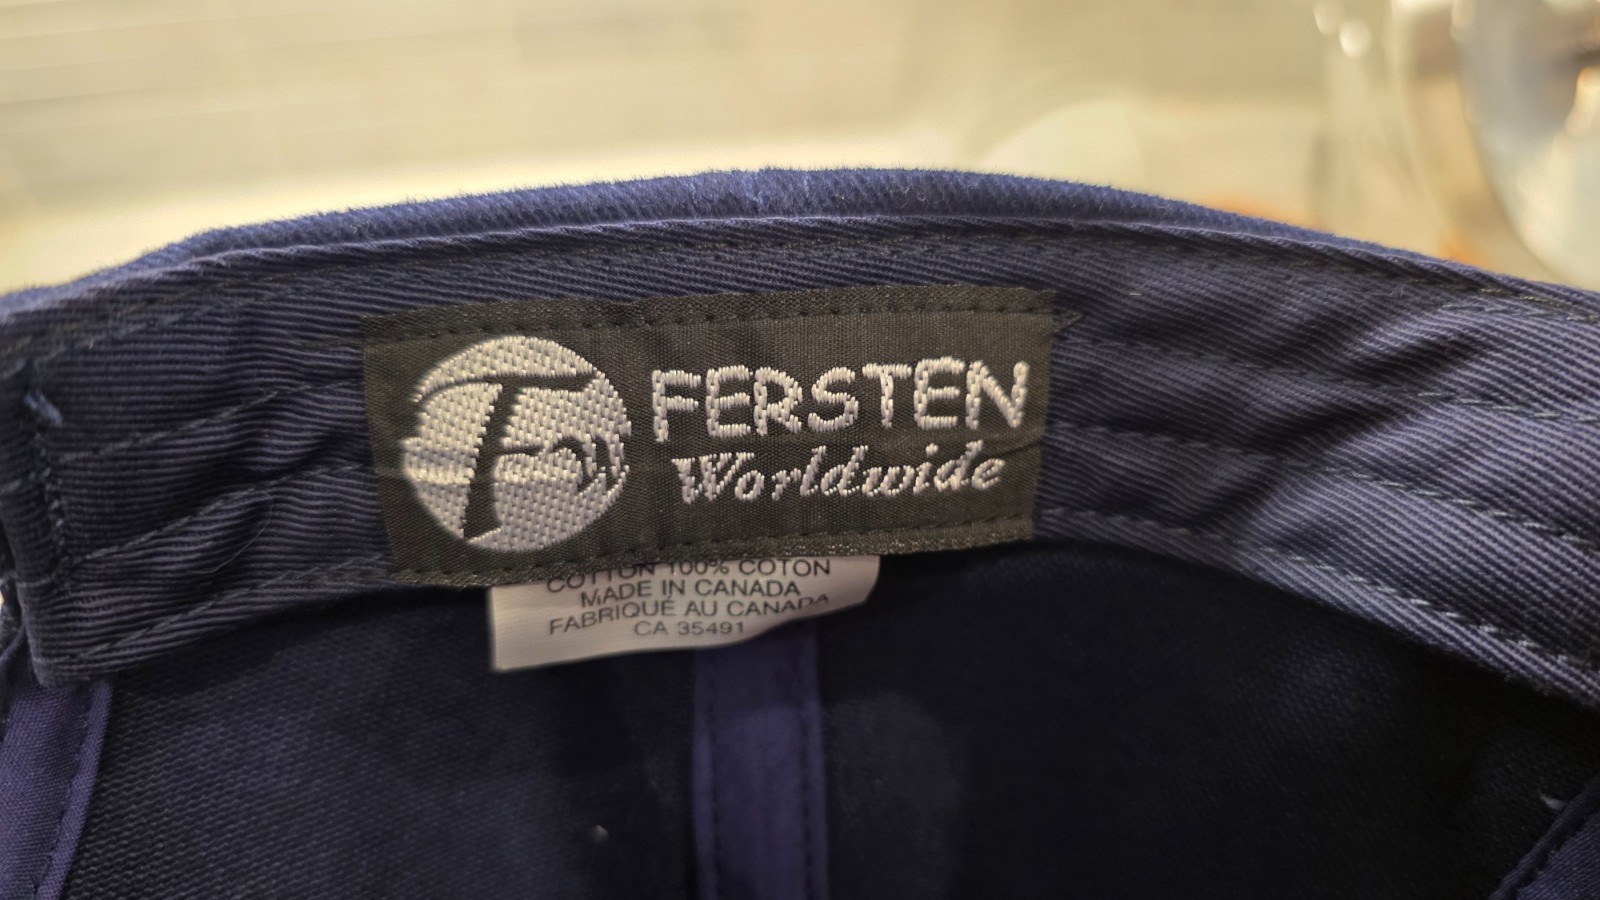 F
FERSTEN
Worldwide
COTTON 100% COTON
MADE IN CANADA
FABRIQUÉ AU CANADA
CA 35491